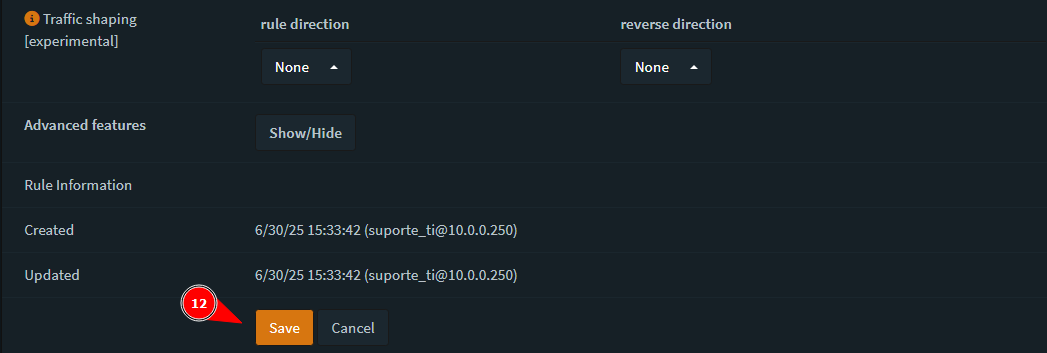 Traffic shaping
[experimental]
rule direction
reverse direction
None
None
Advanced features
Show/Hide
Rule Information
Created
6/30/25 15:33:42 (suporte_ti@10.0.0.250)
Updated
6/30/25 15:33:42 (suporte_ti@10.0.0.250)
12
Save
Cancel